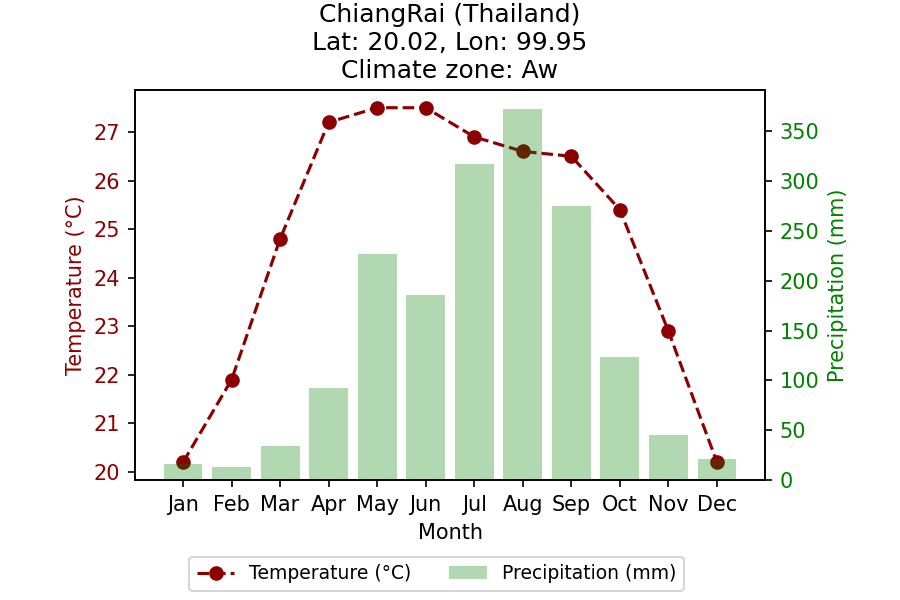 ChiangRai (Thailand)
Lat: 20.02, Lon: 99.95
Climate zone: Aw
Temperature (°C)
27
26
25
24
23
22
21
20
350
300
250
200
150
100
50
0
Precipitation (mm)
Jan Feb Mar Apr May Jun Jul Aug Sep Oct Nov Dec
Month
Temperature (°C) Precipitation (mm)